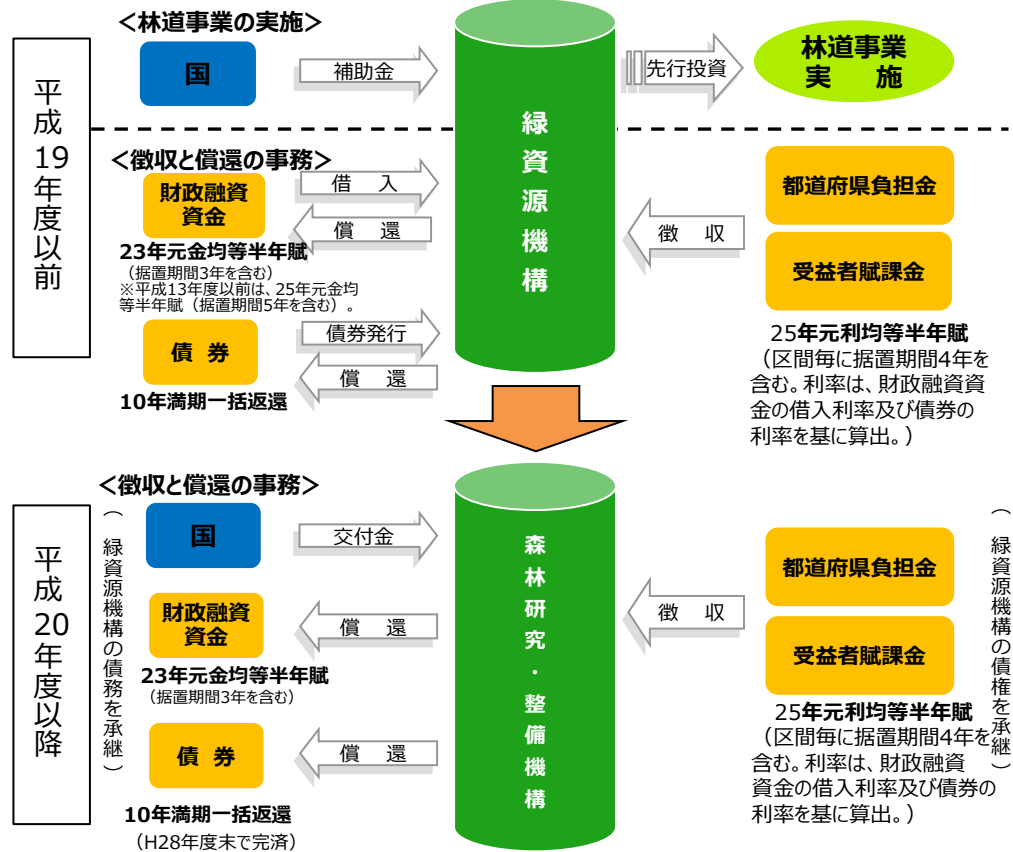 平成19年度以前
＜林道事業の実施＞
国
補助金
緑資源機構
先行投資
林道事業
実　施
＜徴収と償還の事務＞
財政融資
資金
借　入
償　還
23年元金均等半年賦
（据置期間3年を含む）
※平成13年度以前は、25年元金均
等半年賦（据置期間5年を含む）。
債 券
債券発行
償　還
10年満期一括返還
徴　収
都道府県負担金
受益者賦課金
25年元利均等半年賦
（区間毎に据置期間4年を
含む。利率は、財政融資資
金の借入利率及び債券の
利率を基に算出。）
平成20年度以降
（緑資源機構の債務を承継）
＜徴収と償還の事務＞
国
交付金
財政融資
資金
償　還
23年元金均等半年賦
（据置期間3年を含む）
債 券
償　還
10年満期一括返還
（H28年度末で完済）
森林研究・整備機構
徴　収
都道府県負担金
受益者賦課金
25年元利均等半年賦
（区間毎に据置期間4年を
含む。利率は、財政融資
資金の借入利率及び債券の
利率を基に算出。）
（緑資源機構の債権を承継）